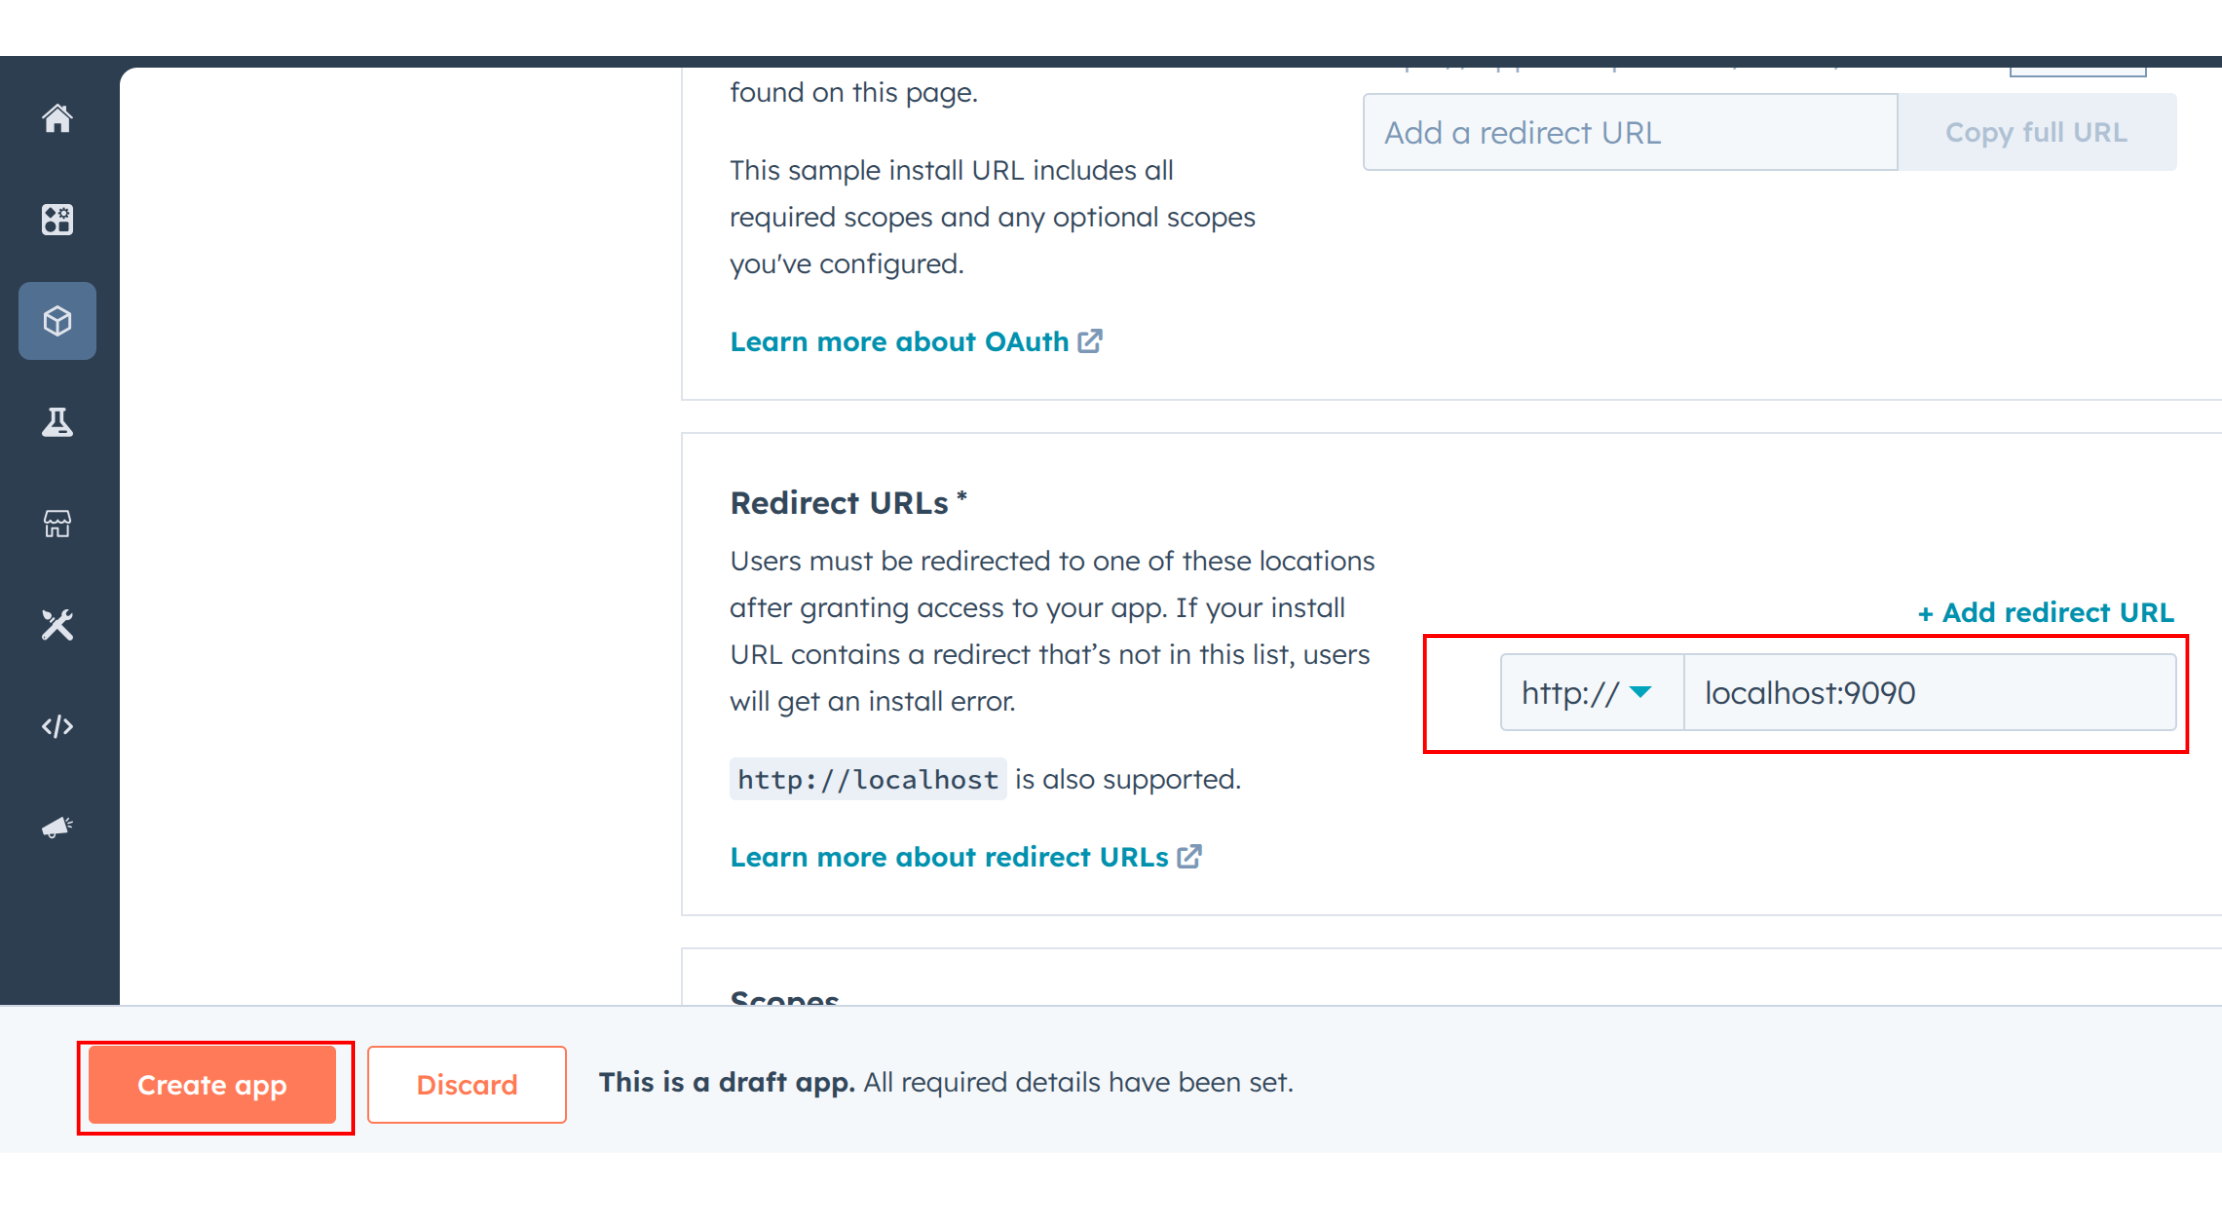 found on this page.
Add a redirect URL
Copy full URL
This sample install URL includes all
required scopes and any optional scopes
you've configured.
Learn more about OAuth
Redirect URLs *
Users must be redirected to one of these locations
after granting access to your app. If your install
URL contains a redirect that’s not in this list, users
will get an install error.
+ Add redirect URL
http://
localhost:9090
http://localhost is also supported.
Learn more about redirect URLs
Scopes
Create app
Discard
This is a draft app. All required details have been set.